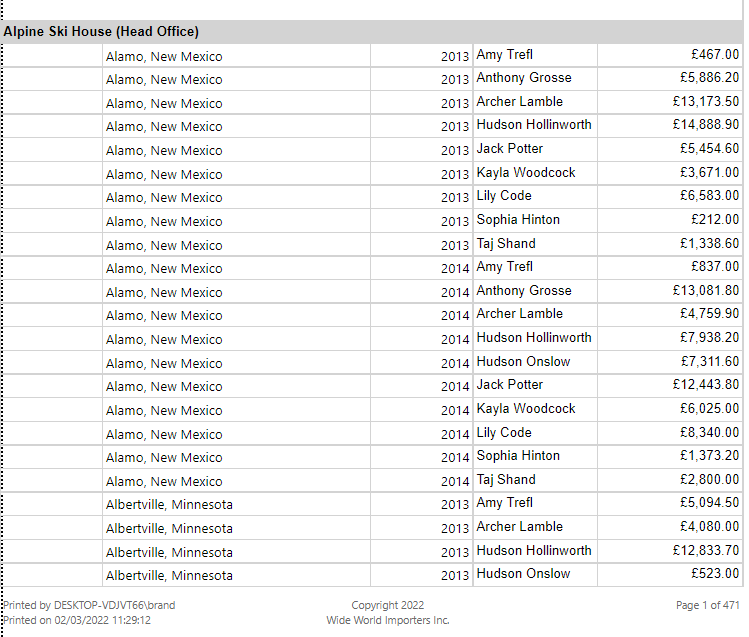 Alpine Ski House (Head Office)
Alamo, New Mexico 2013 Amy Trefl £467.00
Alamo, New Mexico 2013 Anthony Grosse £5,886.20
Alamo, New Mexico 2013 Archer Lamble £13,173.50
Alamo, New Mexico 2013 Hudson Hollinworth £14,888.90
Alamo, New Mexico 2013 Jack Potter £5,454.60
Alamo, New Mexico 2013 Kayla Woodcock £3,671.00
Alamo, New Mexico 2013 Lily Code £6,583.00
Alamo, New Mexico 2013 Sophia Hinton £212.00
Alamo, New Mexico 2013 Taj Shand £1,338.60
Alamo, New Mexico 2014 Amy Trefl £837.00
Alamo, New Mexico 2014 Anthony Grosse £13,081.80
Alamo, New Mexico 2014 Archer Lamble £4,759.90
Alamo, New Mexico 2014 Hudson Hollinworth £7,938.20
Alamo, New Mexico 2014 Hudson Onslow £7,311.60
Alamo, New Mexico 2014 Jack Potter £12,443.80
Alamo, New Mexico 2014 Kayla Woodcock £6,025.00
Alamo, New Mexico 2014 Lily Code £8,340.00
Alamo, New Mexico 2014 Sophia Hinton £1,373.20
Alamo, New Mexico 2014 Taj Shand £2,800.00
Albertville, Minnesota 2013 Amy Trefl £5,094.50
Albertville, Minnesota 2013 Archer Lamble £4,080.00
Albertville, Minnesota 2013 Hudson Hollinworth £12,833.70
Albertville, Minnesota 2013 Hudson Onslow £523.00
Printed by DESKTOP-VDJVT66\brand Copyright 2022 Page 1 of 471
Printed on 02/03/2022 11:29:12 Wide World Importers Inc.